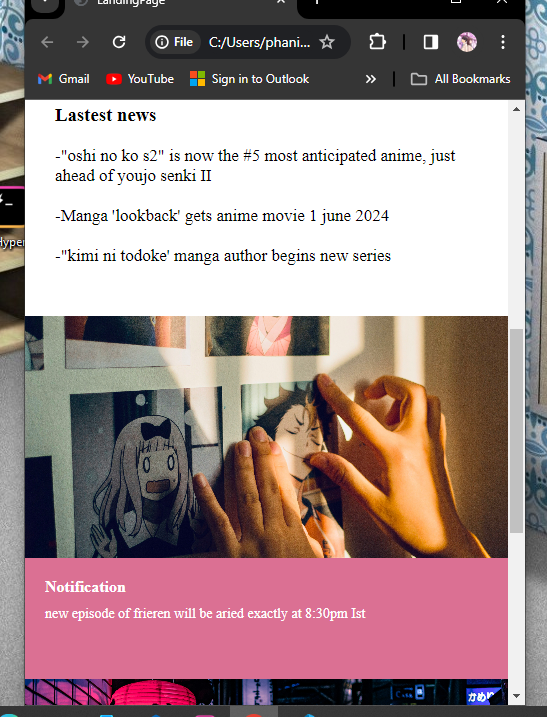 LandingPage
File C:/Users/phani...
Gmail YouTube Sign in to Outlook » All Bookmarks
Lastest news
-"oshi no ko s2" is now the #5 most anticipated anime, just
ahead of youjo senki II
-Manga 'lookback' gets anime movie 1 june 2024
-"kimi ni todoke' manga author begins new series
Hyper
Notification
new episode of frieren will be aried exactly at 8:30pm Ist